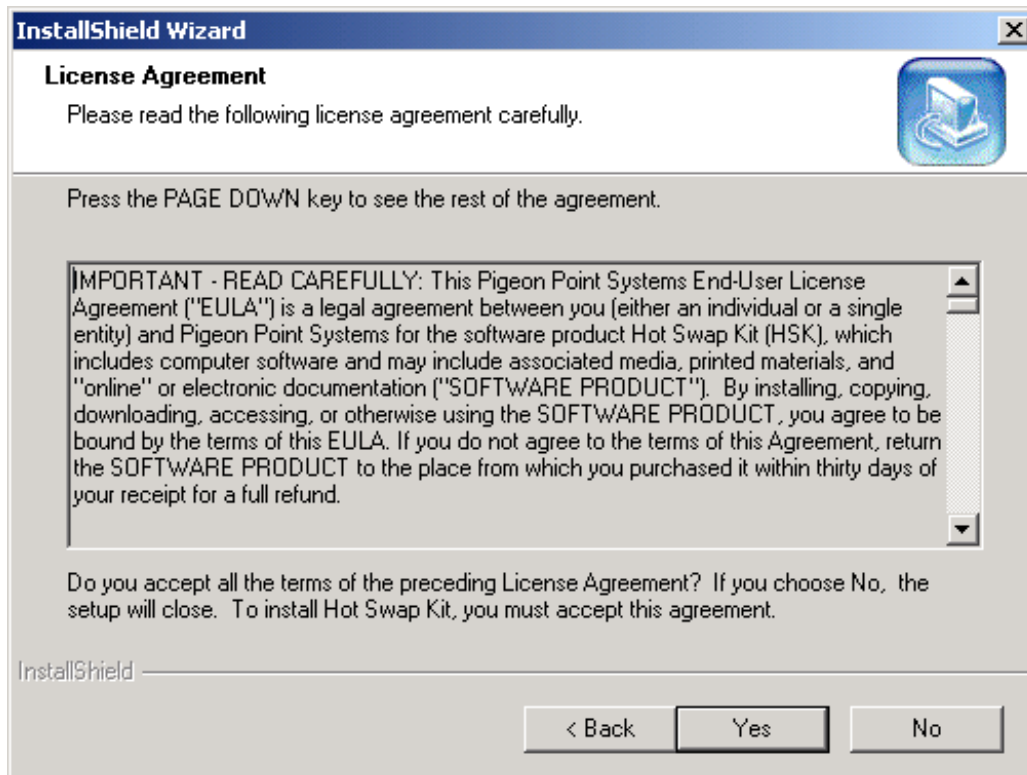 InstallShield Wizard
License Agreement
Please read the following license agreement carefully.
Press the PAGE DOWN key to see the rest of the agreement.
IMPORTANT - READ CAREFULLY: This Pigeon Point Systems End-User License
Agreement ("EULA") is a legal agreement between you (either an individual or a single
entity) and Pigeon Point Systems for the software product Hot Swap Kit (HSK), which
includes computer software and may include associated media, printed materials, and
"online" or electronic documentation ("SOFTWARE PRODUCT"). By installing, copying,
downloading, accessing, or otherwise using the SOFTWARE PRODUCT, you agree to be
bound by the terms of this EULA. If you do not agree to the terms of this Agreement, return
the SOFTWARE PRODUCT to the place from which you purchased it within thirty days of
your receipt for a full refund.
Do you accept all the terms of the preceding License Agreement? If you choose No, the
setup will close. To install Hot Swap Kit, you must accept this agreement.
InstallShield
< Back Yes No